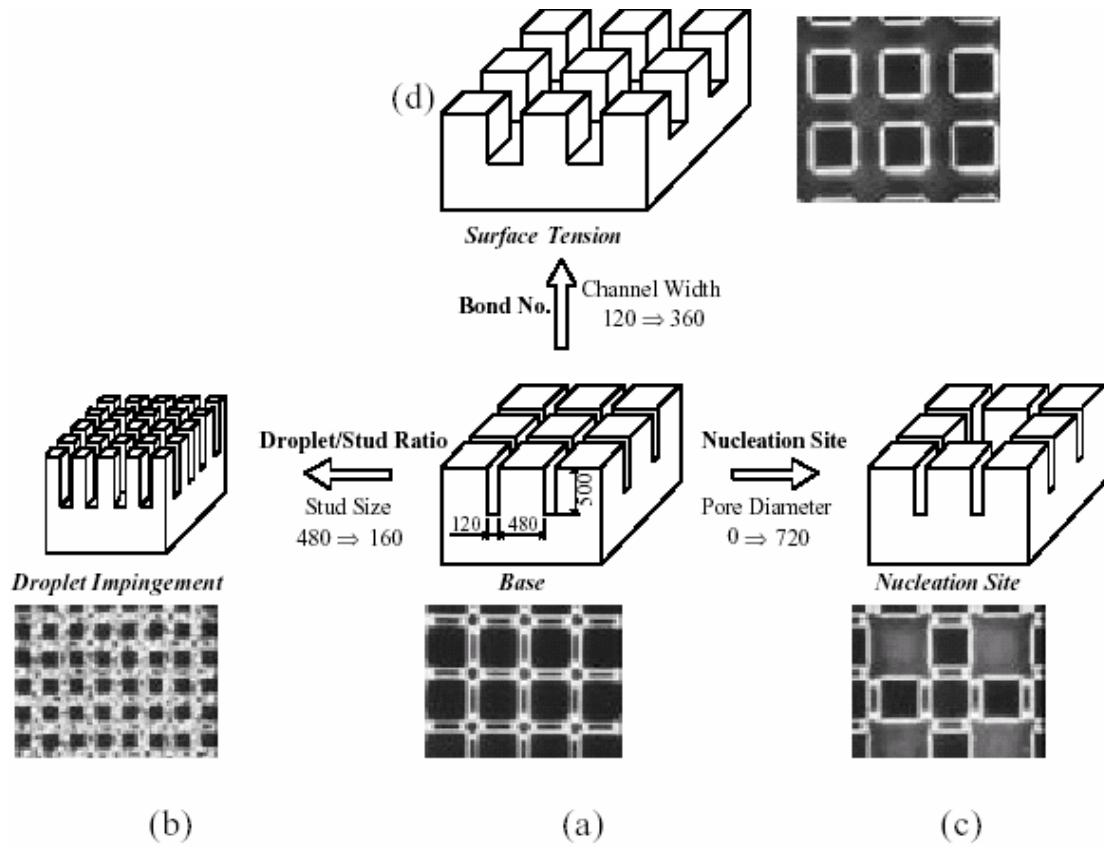 (d)
Surface Tension
Bond No.
Channel Width
120 ⇒ 360
Droplet/Stud Ratio
Stud Size
480 ⇒ 160
120
480
500
Nucleation Site
Pore Diameter
0 ⇒ 720
Droplet Impingement
Base
Nucleation Site
(b)
(a)
(c)